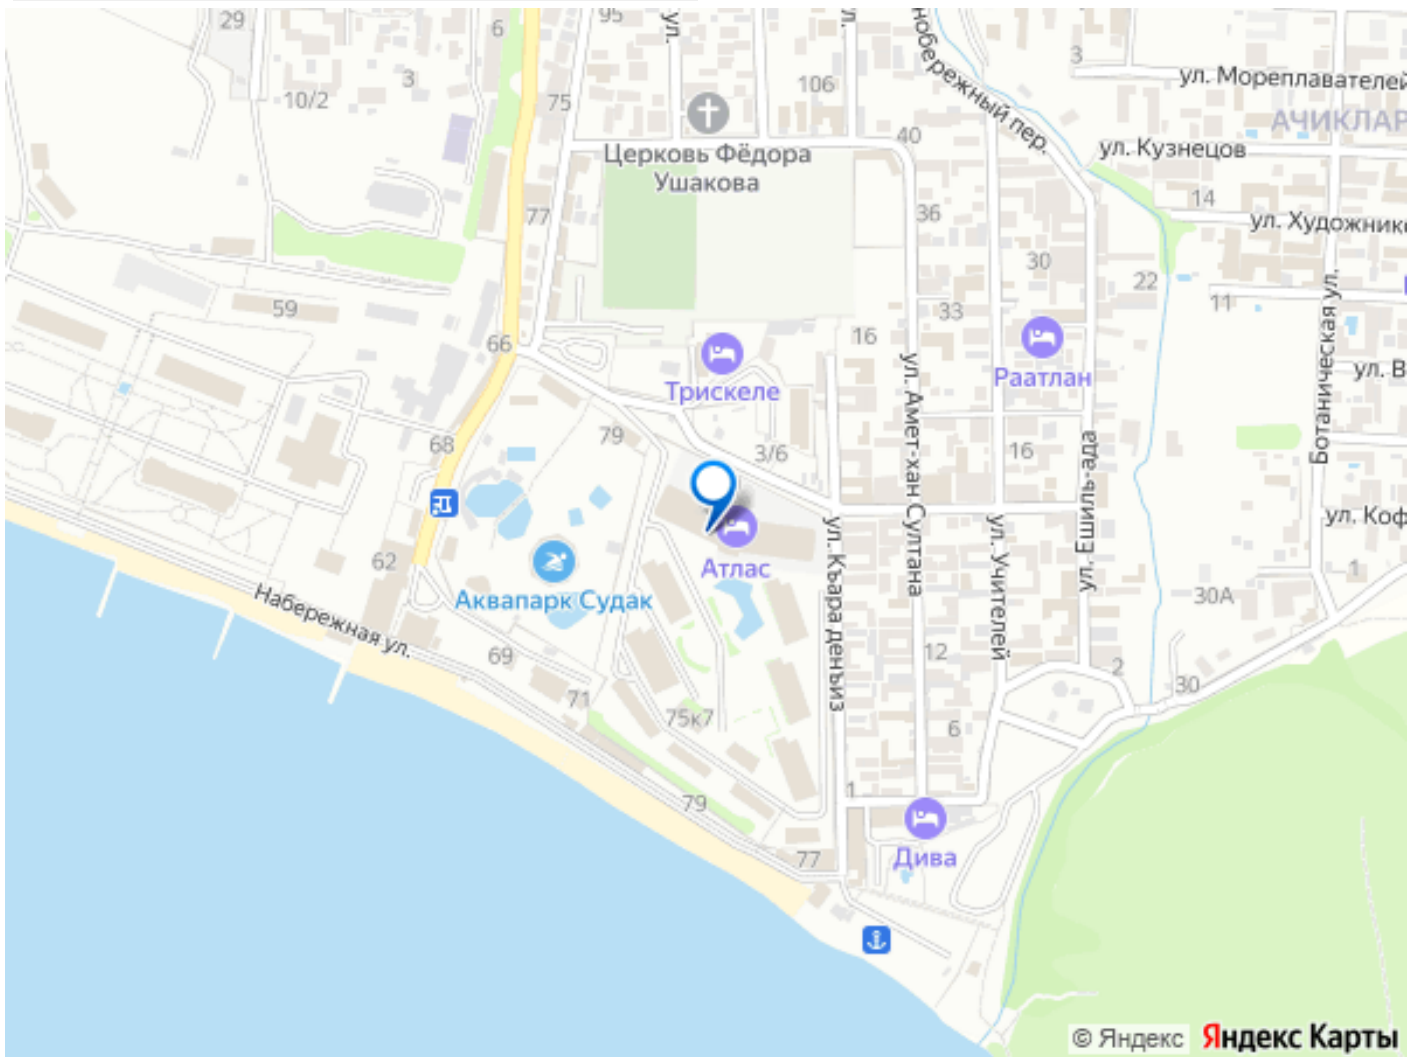 29
95
ул.
ул.
нобережный пер.
6
3
10/2
75
106
3
ул. Мореплавателей
АЧИКЛАР
40
ул. Кузнецов
Церковь Фёдора
Ушакова
14
36
77
ул. Художник
30
22
59
11
33
16
66
Ботаническая ул.
ул. В
Трискеле
Раатлан
ул. Амет-хан Султана
79
68
3/6
16
ул. Ешиль-ада
ул. Коф
62
Атлас
ул. Къара денъиз
ул. Учителей
1
30А
Аквапарк Судак
Набережная ул.
69
12
2
30
71
75к7
6
79
1
77
Дива
© Яндекс Яндекс Карты